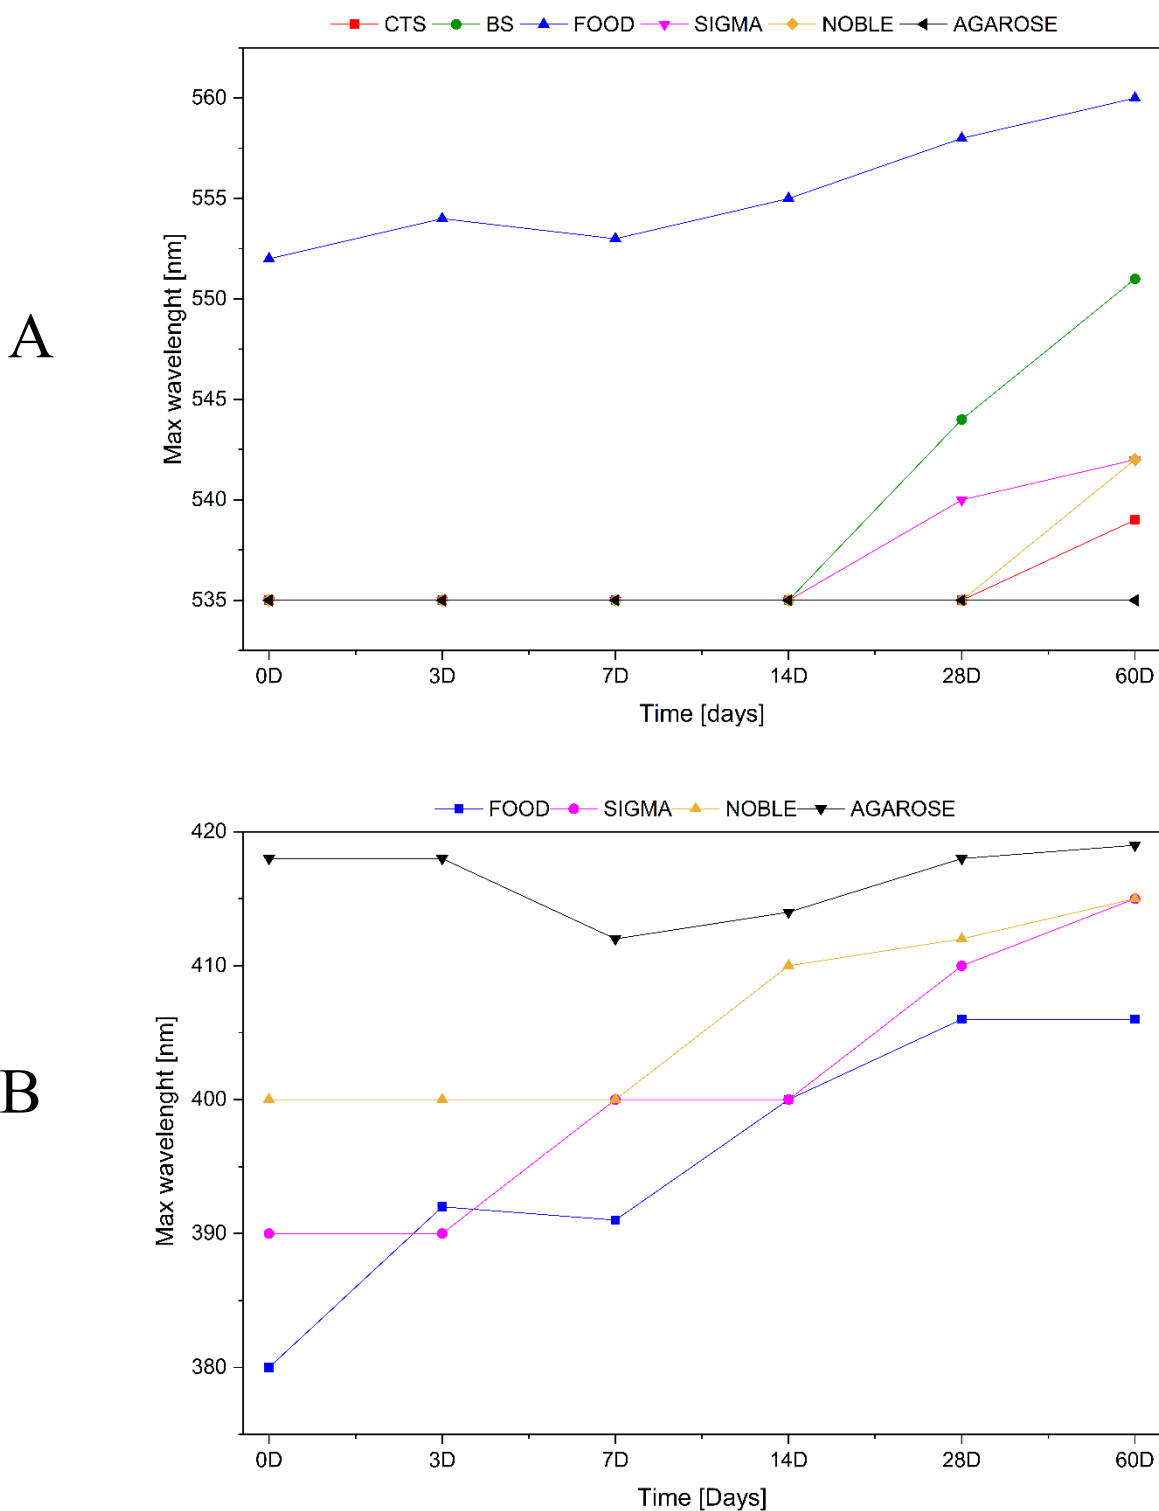 CTS BS FOOD SIGMA NOBLE AGAROSE
560
555
550
545
540
535
Max wavelenght [nm]
A
0D 3D 7D 14D 28D 60D
Time [days]
FOOD SIGMA NOBLE AGAROSE
420
410
400
390
380
Max wavelenght [nm]
B
0D 3D 7D 14D 28D 60D
Time [Days]